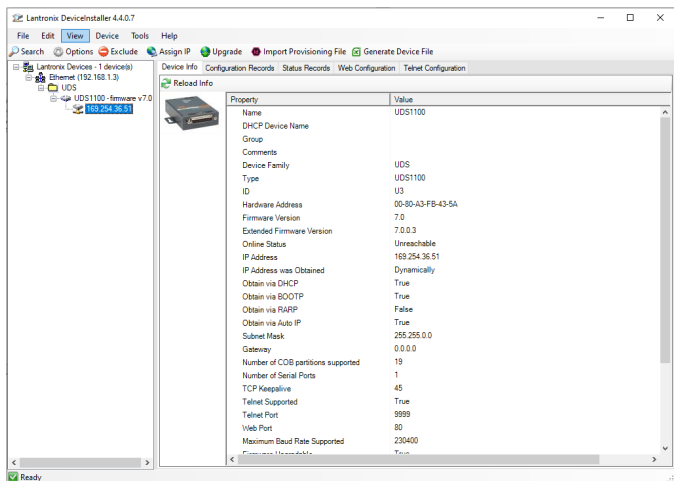 Lantronix DeviceInstaller 4.4.0.7
File Edit View Device Tools Help
Search Options Exclude Assign IP Upgrade Import Provisioning File Generate Device File
Lantronix Devices - 1 device(s)
Ethernet (192.168.1.3)
UDS
UDS1100 - firmware v7.0
169.254.36.51
Device Info Configuration Records Status Records Web Configuration Telnet Configuration
Reload Info
Property Value
Name UDS1100
DHCP Device Name
Group
Comments
Device Family UDS
Type UDS1100
ID U3
Hardware Address 00-80-A3-FB-43-5A
Firmware Version 7.0
Extended Firmware Version 7.0.0.3
Online Status Unreachable
IP Address 169.254.36.51
IP Address was Obtained Dynamically
Obtain via DHCP True
Obtain via BOOTP True
Obtain via RARP False
Obtain via Auto IP True
Subnet Mask 255.255.0.0
Gateway 0.0.0.0
Number of COB partitions supported 19
Number of Serial Ports 1
TCP Keepalive 45
Telnet Supported True
Telnet Port 9999
Web Port 80
Maximum Baud Rate Supported 230400
Firmware Upgradable True
Ready